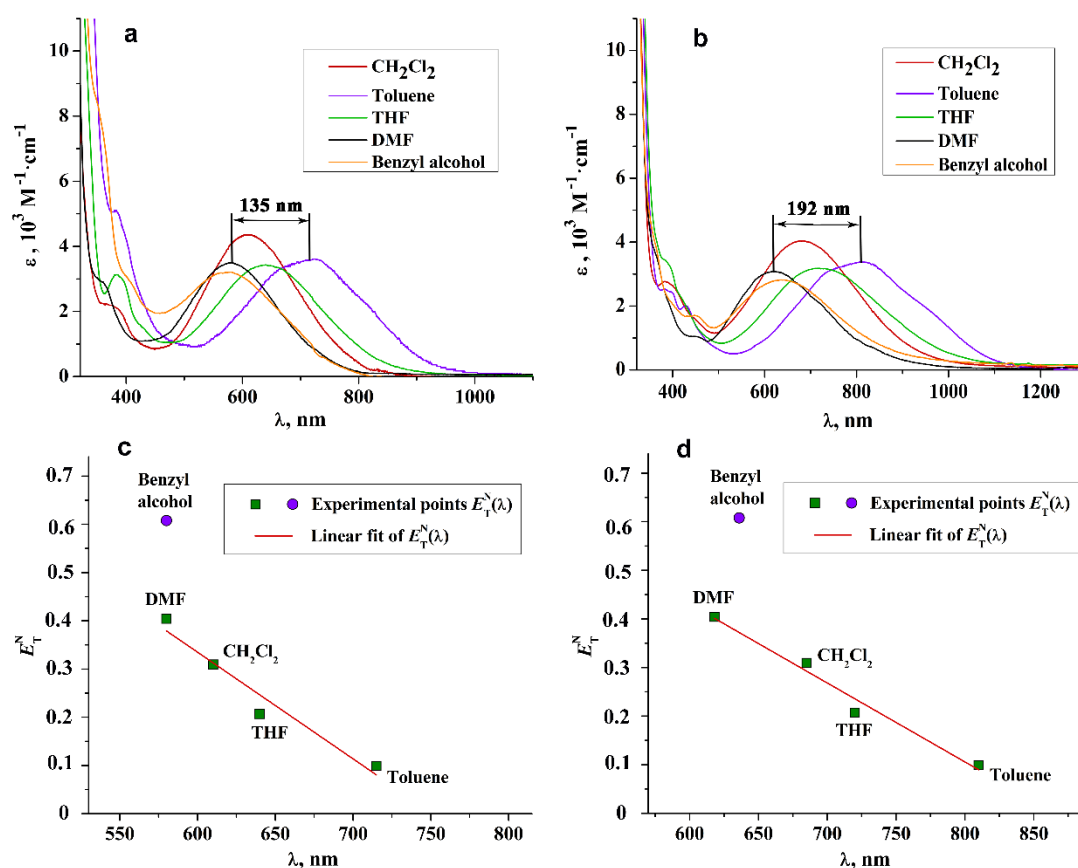 a
10
8
6
4
2
0
ε , 10³ M⁻¹·cm⁻¹
CH₂Cl₂
Toluene
THF
DMF
Benzyl alcohol
135 nm
400 600 800 1000
λ, nm
b
10
8
6
4
2
0
ε , 10³ M⁻¹·cm⁻¹
CH₂Cl₂
Toluene
THF
DMF
Benzyl alcohol
192 nm
400 600 800 1000 1200
λ, nm
c
0.7
0.6
0.5
0.4
0.3
0.2
0.1
0
E_T^N
Benzyl
alcohol
Experimental points E_T^N(λ)
Linear fit of E_T^N(λ)
DMF
CH₂Cl₂
THF
Toluene
550 600 650 700 750 800
λ, nm
d
0.7
0.6
0.5
0.4
0.3
0.2
0.1
0
E_T^N
Benzyl
alcohol
Experimental points E_T^N(λ)
Linear fit of E_T^N(λ)
DMF
CH₂Cl₂
THF
Toluene
600 650 700 750 800 850
λ, nm